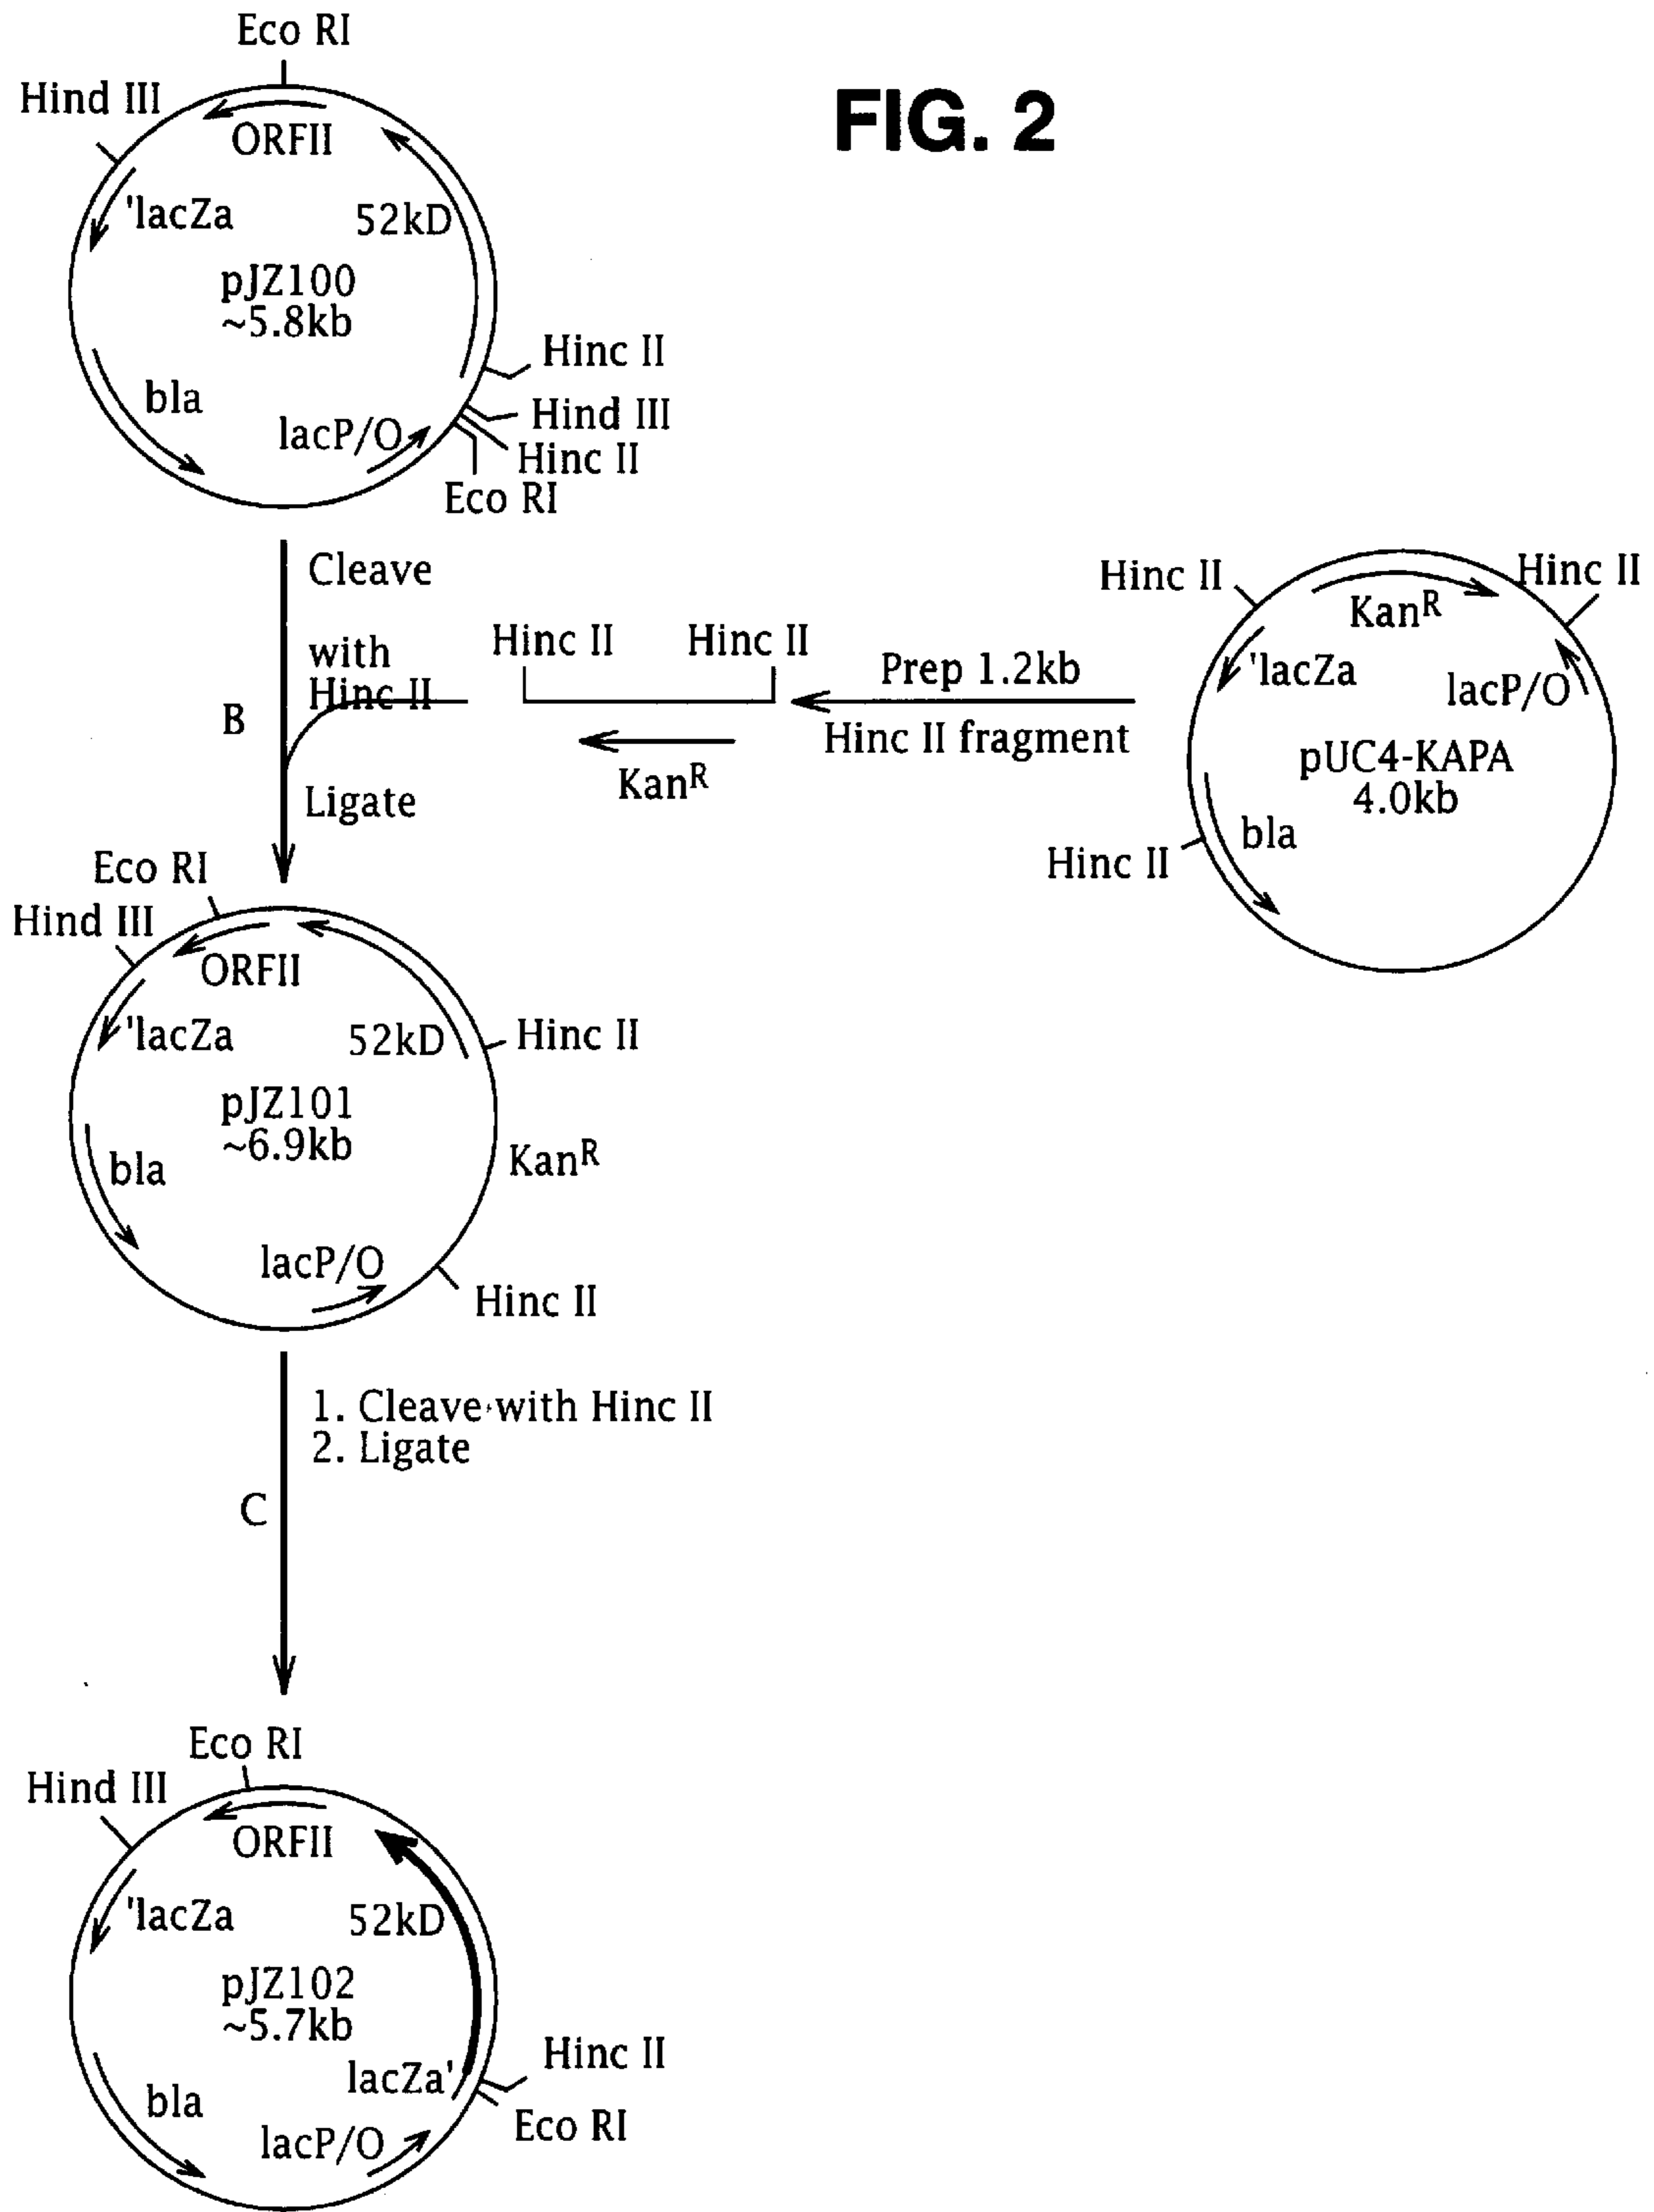 FIG. 2
Eco RI
Hind III
ORFII
'lacZa
52kD
pJZ100
~5.8kb
Hinc II
bla
Hind III
lacP/O
Hinc II
Eco RI
Cleave
with
Hinc II
B
Ligate
Hinc II
Hinc II
KanR
Prep 1.2kb
Hinc II fragment
Hinc II
Hinc II
KanR
'lacZa
lacP/O
pUC4-KAPA
4.0kb
bla
Hinc II
Eco RI
Hind III
ORFII
'lacZa
52kD
Hinc II
pJZ101
~6.9kb
KanR
bla
lacP/O
Hinc II
1. Cleave with Hinc II
2. Ligate
C
Eco RI
Hind III
ORFII
'lacZa
52kD
pJZ102
~5.7kb
lacZa'
Hinc II
bla
Eco RI
lacP/O